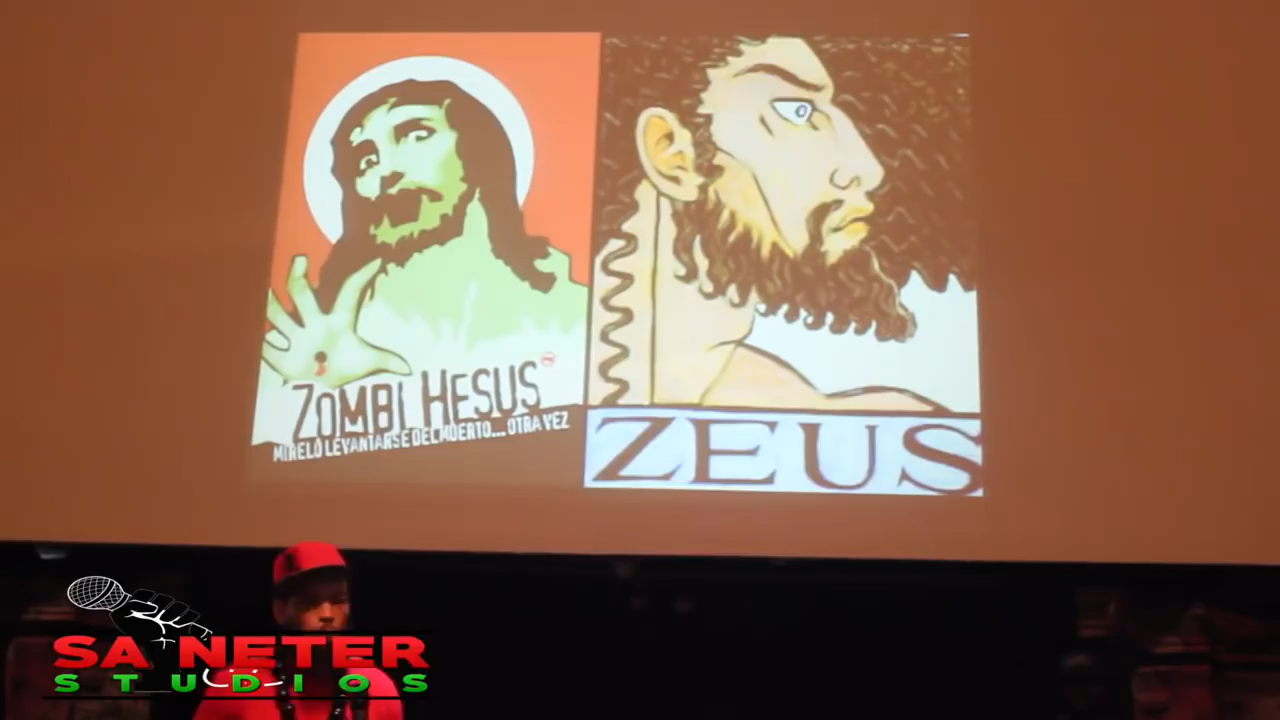 ZOMBI HESUS
MIRELO LEVANTARSE DEL MUERTO... OTRA VEZ
ZEUS
SA NETER
STUDIOS